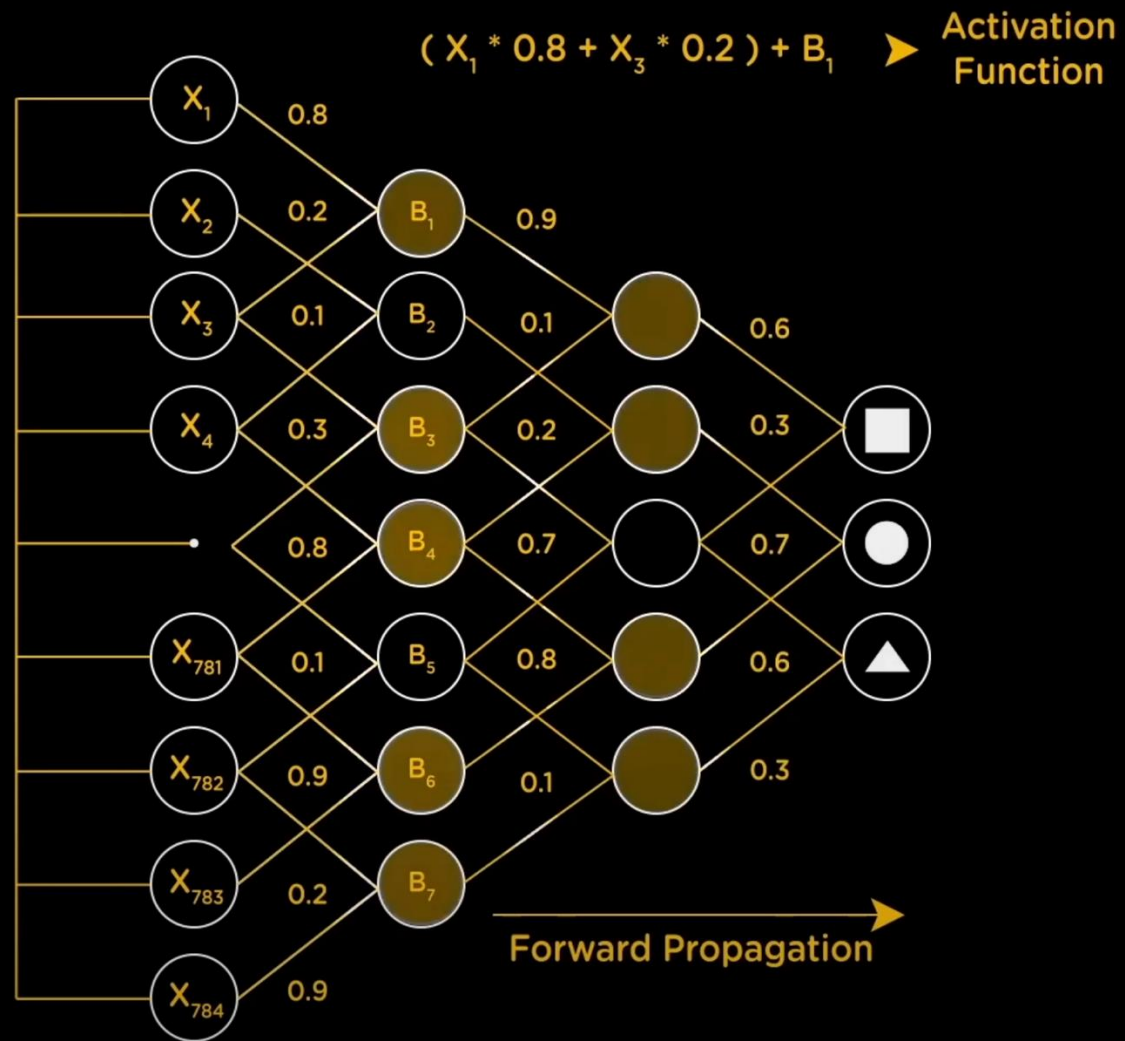 ( X₁ * 0.8 + X₃ * 0.2 ) + B₁
Activation
Function
X₁
0.8
X₂
0.2
B₁
0.9
X₃
0.1
B₂
0.1
0.6
X₄
0.3
B₃
0.2
0.3
0.8
B₄
0.7
0.7
X₇₈₁
0.1
B₅
0.8
0.6
X₇₈₂
0.9
B₆
0.1
0.3
X₇₈₃
0.2
B₇
Forward Propagation
X₇₈₄
0.9